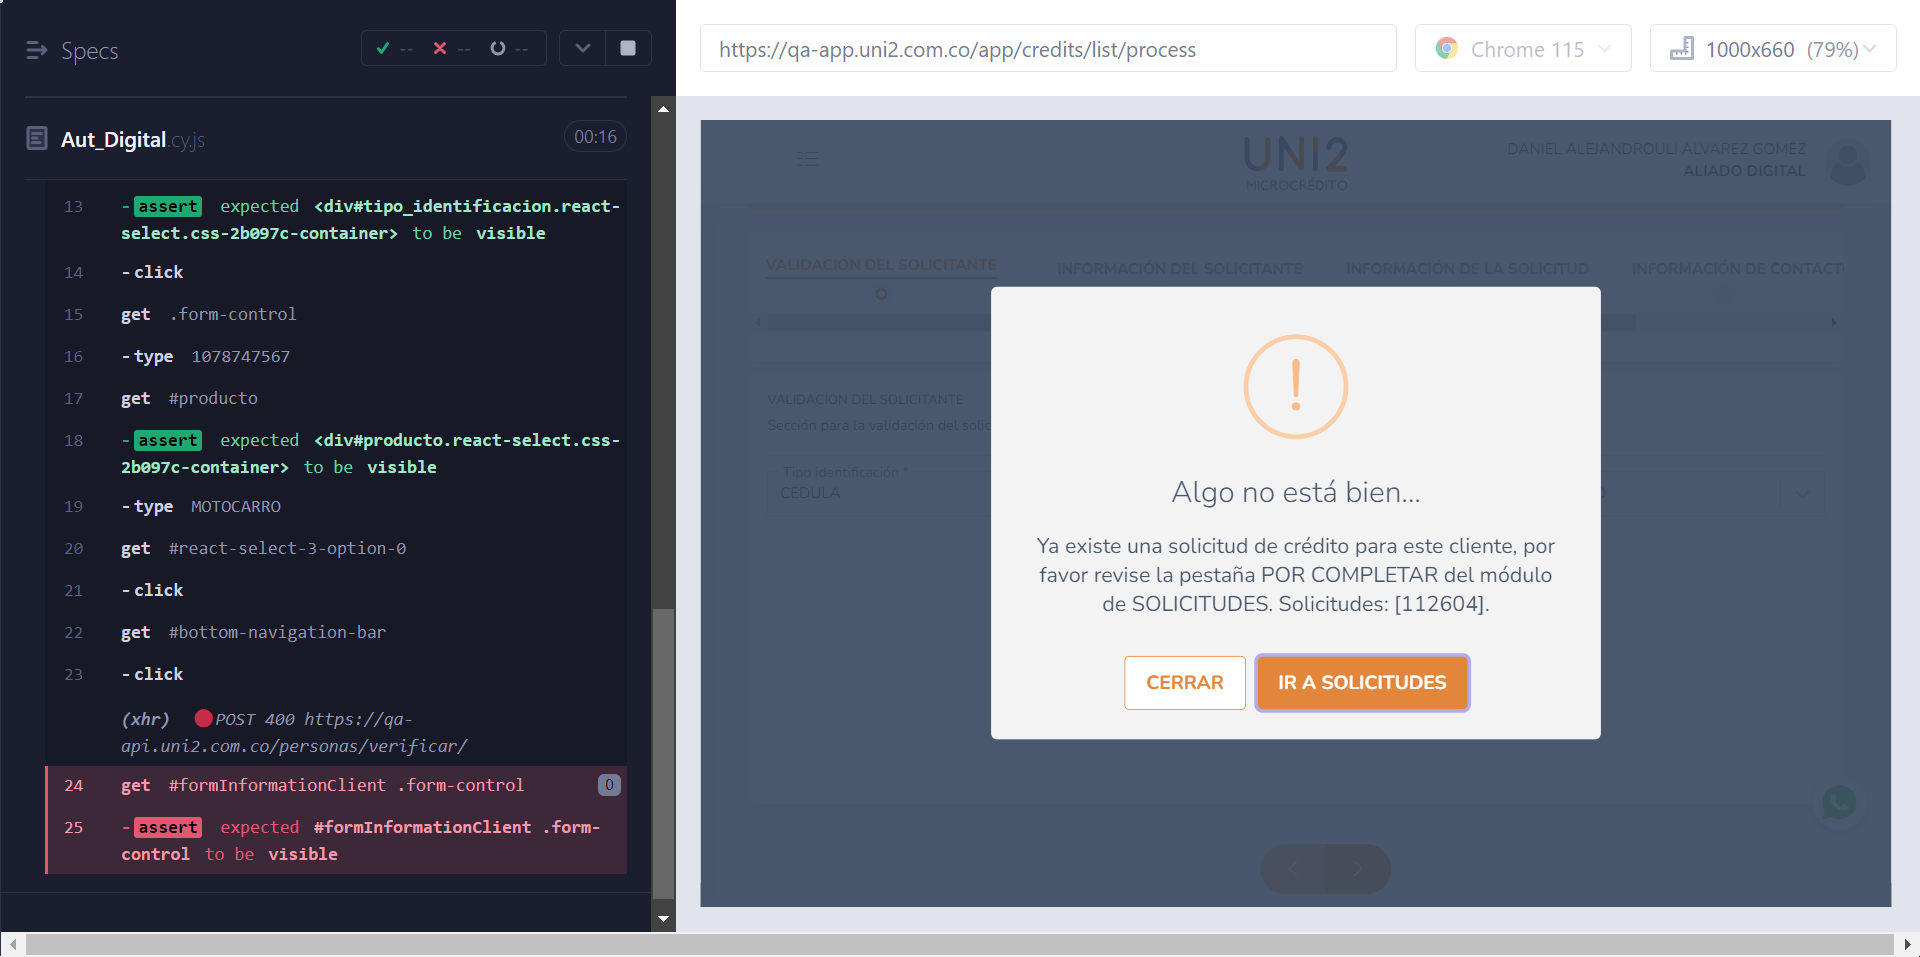 Specs
-- -- --
Aut_Digital.cy.js
00:16
13 -assert expected <div#tipo_identificacion.react-
select.css-2b097c-container> to be visible
14 -click
15 get .form-control
16 -type 1078747567
17 get #producto
18 -assert expected <div#producto.react-select.css-
2b097c-container> to be visible
19 -type MOTOCARRO
20 get #react-select-3-option-0
21 -click
22 get #bottom-navigation-bar
23 -click
(xhr) POST 400 https://qa-
api.uni2.com.co/personas/verificar/
24 get #formInformationClient .form-control 0
25 -assert expected #formInformationClient .form-
control to be visible
https://qa-app.uni2.com.co/app/credits/list/process
Chrome 115
1000x660 (79%)
UNI2
MICROCRÉDITO
DANIEL ALEJANDROULI ALVAREZ GOMEZ
ALIADO DIGITAL
VALIDACIÓN DEL SOLICITANTE
INFORMACIÓN DEL SOLICITANTE
INFORMACIÓN DE LA SOLICITUD
INFORMACIÓN DE CONTACTO
VALIDACIÓN DEL SOLICITANTE
Sección para la validación del solic
Tipo identificación *
CEDULA
Algo no está bien...
Ya existe una solicitud de crédito para este cliente, por
favor revise la pestaña POR COMPLETAR del módulo
de SOLICITUDES. Solicitudes: [112604].
CERRAR
IR A SOLICITUDES